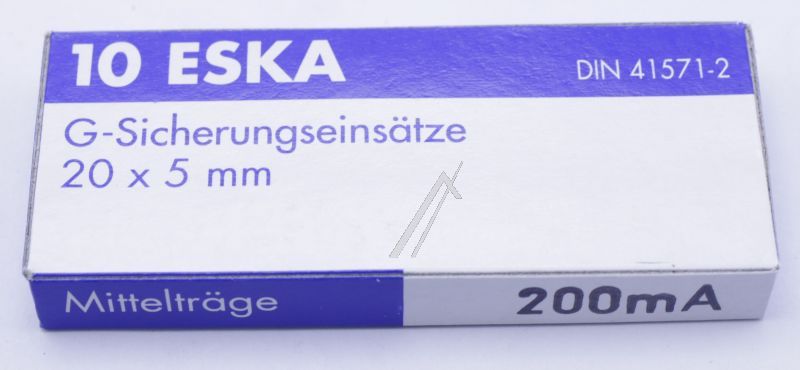 10 ESKA
DIN 41571-2
G-Sicherungseinsätze
20 x 5 mm
Mittelträge
200mA